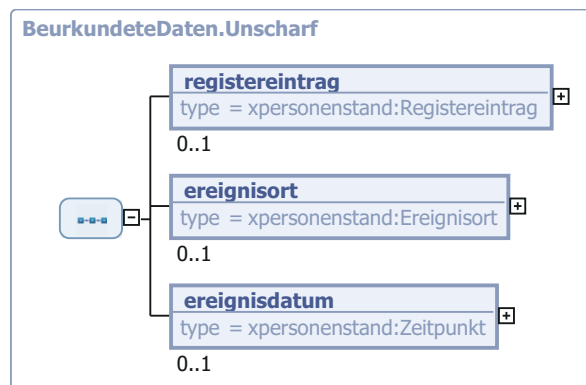 BeurkundeteDaten.Unscharf
registereintrag
type = xpersonenstand:Registereintrag
0..1
ereignisort
type = xpersonenstand:Ereignisort
0..1
ereignisdatum
type = xpersonenstand:Zeitpunkt
0..1